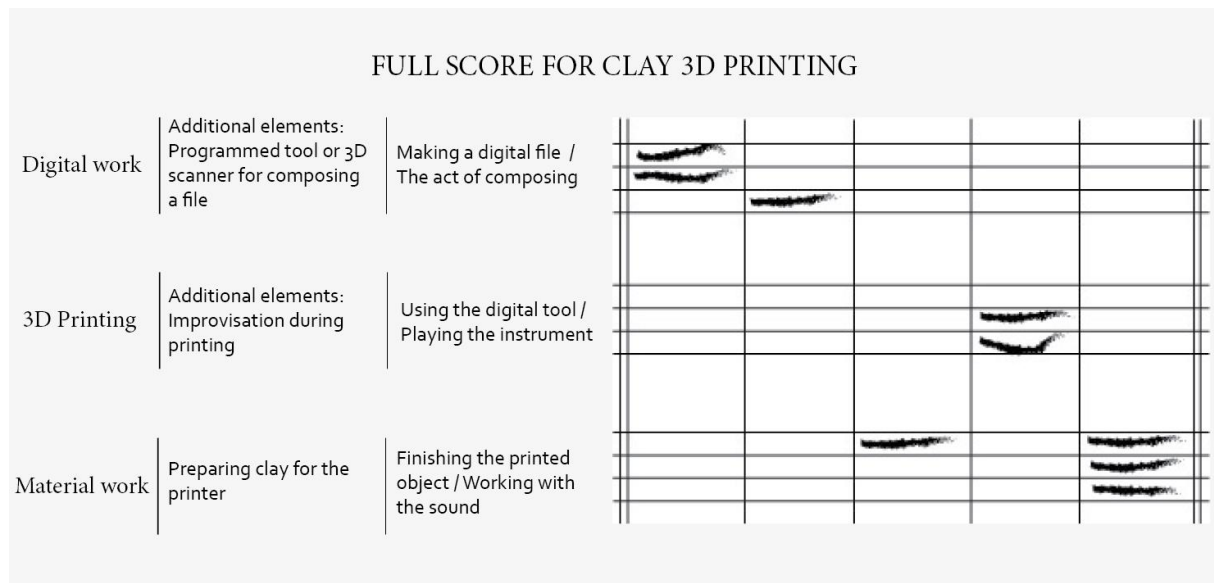 FULL SCORE FOR CLAY 3D PRINTING
Digital work
Additional elements:
Programmed tool or 3D
scanner for composing
a file
Making a digital file /
The act of composing
3D Printing
Additional elements:
Improvisation during
printing
Using the digital tool /
Playing the instrument
Material work
Preparing clay for the
printer
Finishing the printed
object / Working with
the sound